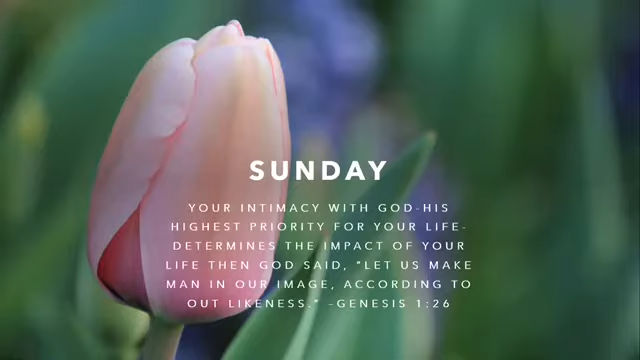 SUNDAY
YOUR INTIMACY WITH GOD-HIS
HIGHEST PRIORITY FOR YOUR LIFE-
DETERMINES THE IMPACT OF YOUR
LIFE THEN GOD SAID, "LET US MAKE
MAN IN OUR IMAGE, ACCORDING TO
OUT LIKENESS." -GENESIS 1:26